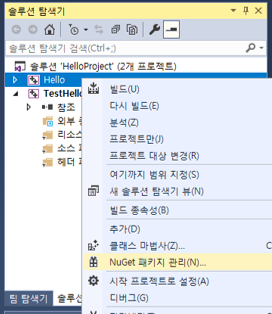 솔루션 탐색기
솔루션 탐색기 검색(Ctrl+;)
솔루션 'HelloProject' (2개 프로젝트)
Hello
TestHello
참조
외부
리소스
소스
헤더
빌드(U)
다시 빌드(E)
분석(Z)
프로젝트만(J)
프로젝트 대상 변경(R)
여기까지 범위 지정(S)
새 솔루션 탐색기 뷰(N)
빌드 종속성(B)
추가(D)
클래스 마법사(Z)...
C
NuGet 패키지 관리(N)...
시작 프로젝트로 설정(A)
디버그(G)
팀 탐색기
솔루션